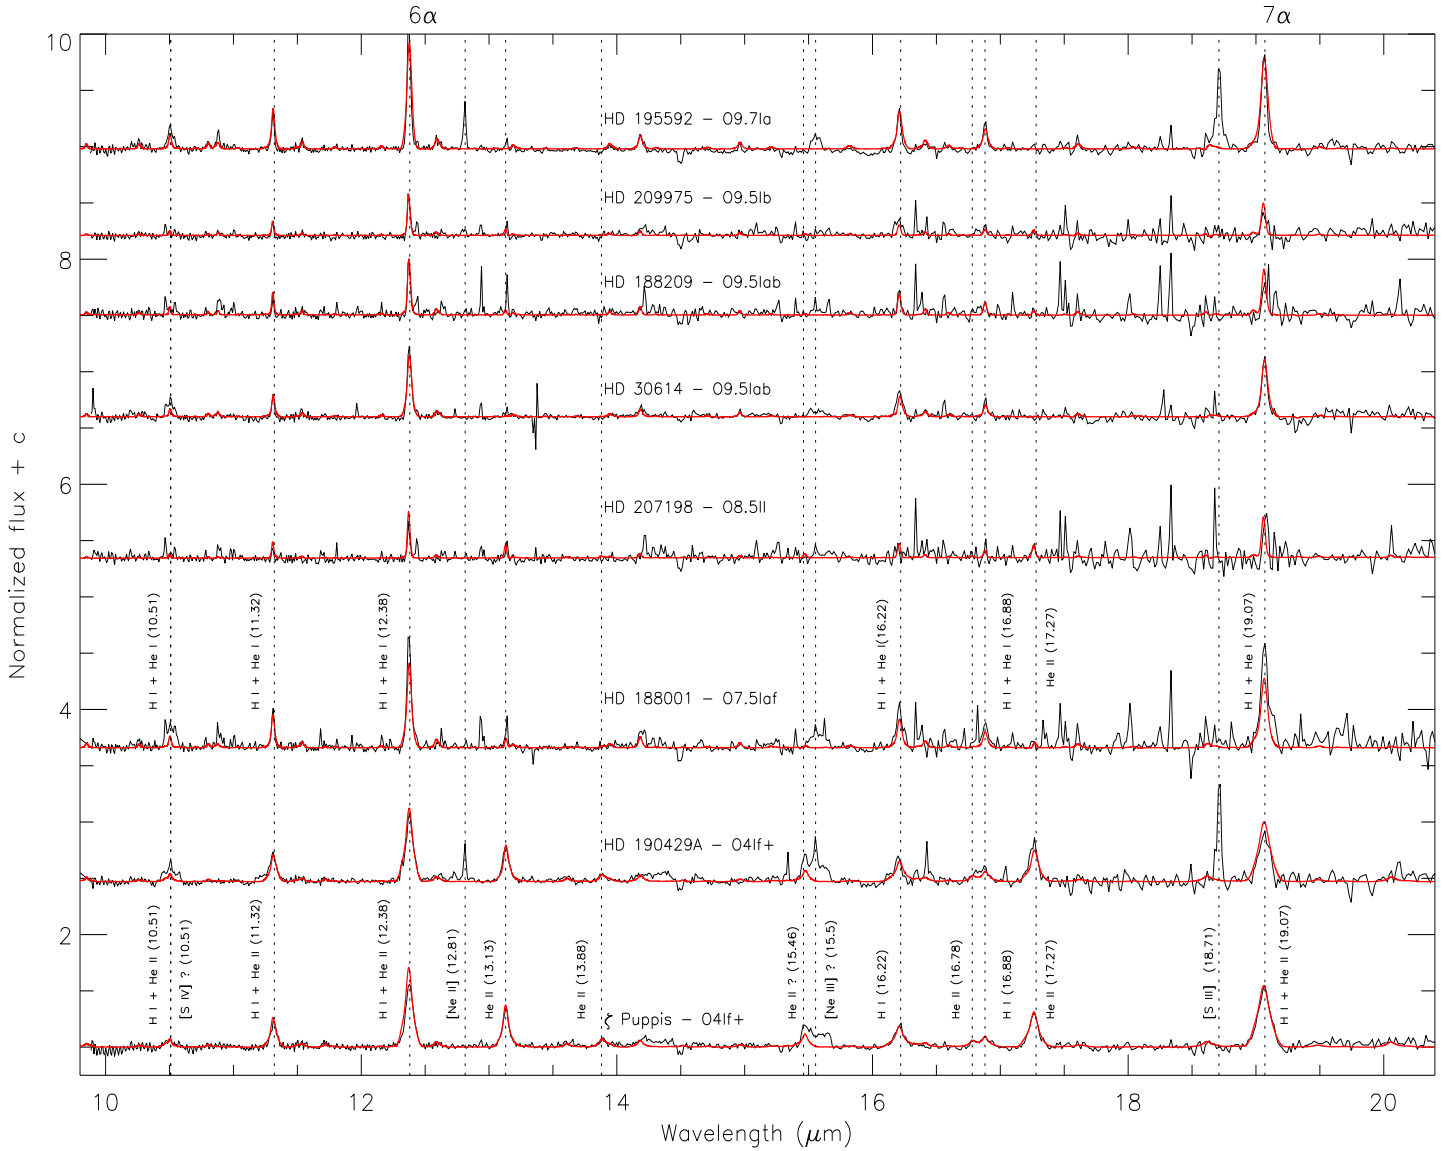 6α
7α
10
8
6
4
2
Normalized flux + c
HD 195592 – O9.7Ia
HD 209975 – O9.5Ib
HD 188209 – O9.5Iab
HD 30614 – O9.5Iab
HD 207198 – O8.5II
H I + He I (10.51)
H I + He I (11.32)
H I + He I (12.38)
H I + He I(16.22)
H I + He I (16.88)
He II (17.27)
H I + He I (19.07)
HD 188001 – O7.5Iaf
HD 190429A – O4If+
H I + He II (10.51)
[S IV] ? (10.51)
H I + He II (11.32)
H I + He II (12.38)
[Ne II] (12.81)
He II (13.13)
He II (13.88)
He II ? (15.46)
[Ne III] ? (15.5)
H I (16.22)
He II (16.78)
H I (16.88)
He II (17.27)
[S III] (18.71)
H I + He II (19.07)
ζ Puppis – O4If+
10
12
14
16
18
20
Wavelength (μm)